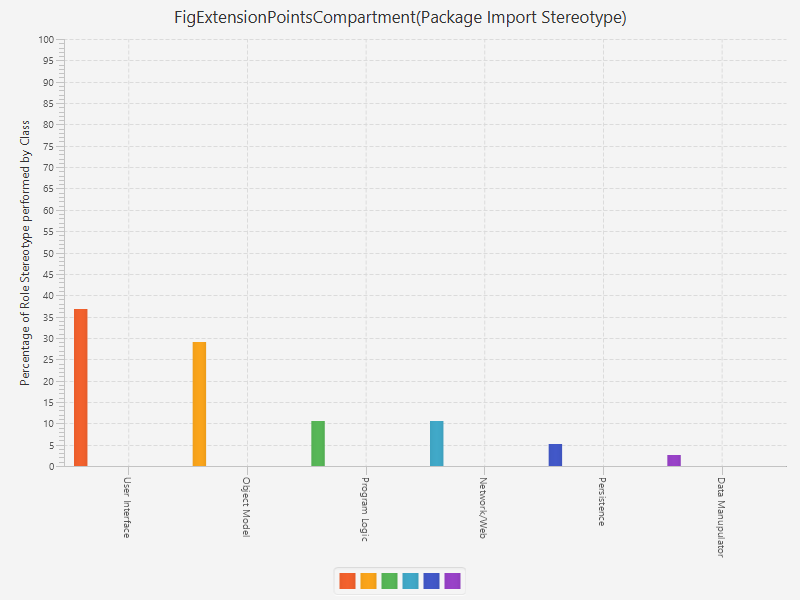 FigExtensionPointsCompartment(Package Import Stereotype)
Percentage of Role Stereotype performed by Class
100
95
90
85
80
75
70
65
60
55
50
45
40
35
30
25
20
15
10
5
0
User Interface
Object Model
Program Logic
Network/Web
Persistence
Data Manupulator